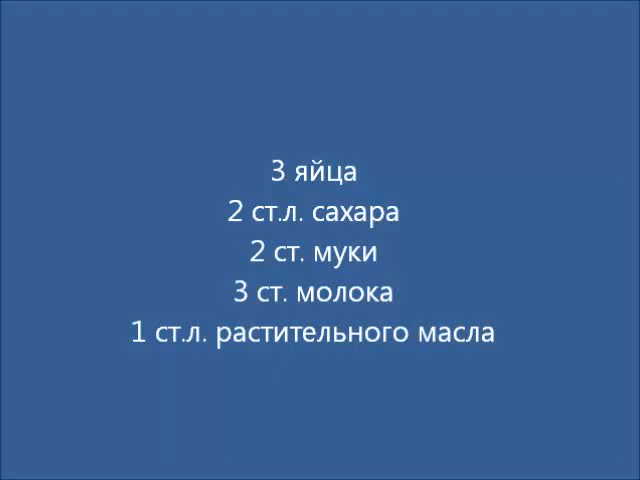 3 яйца
2 ст.л. сахара
2 ст. муки
3 ст. молока
1 ст.л. растительного масла